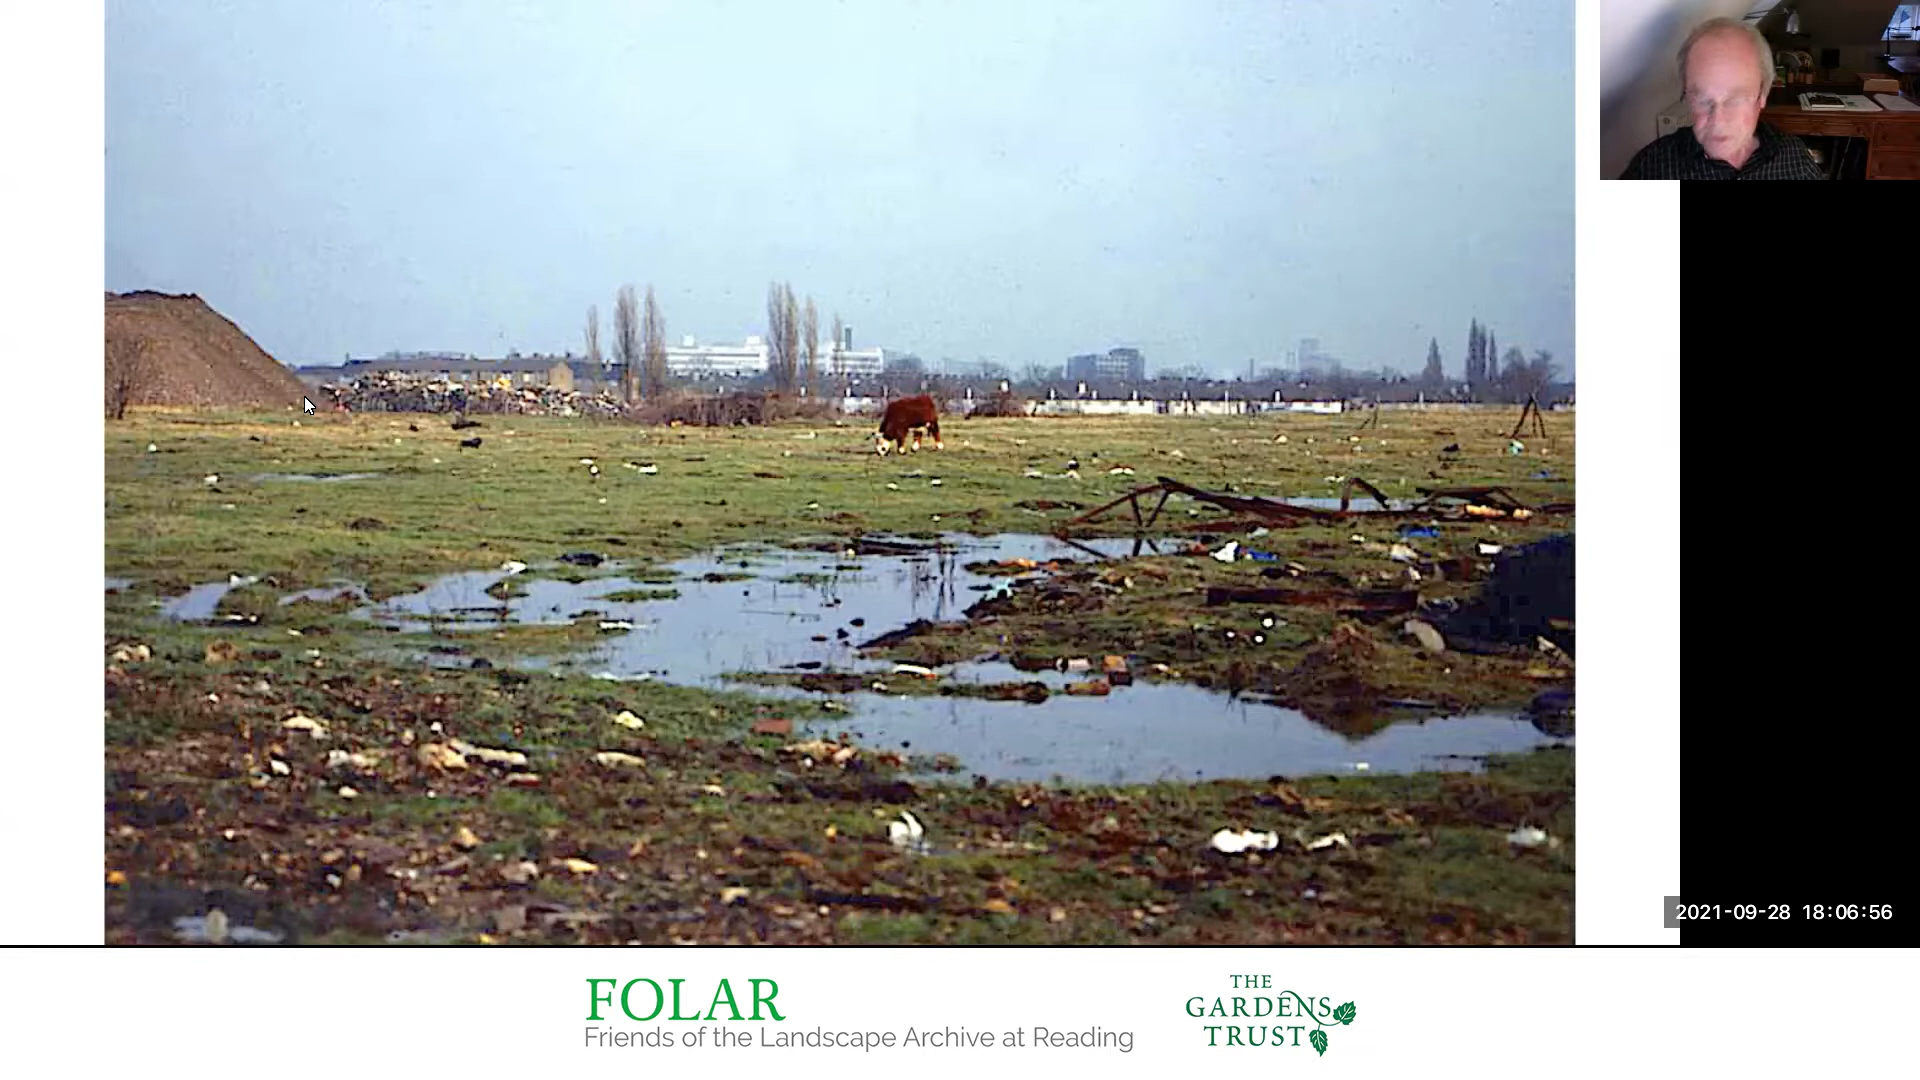 2021-09-28 18:06:56
FOLAR
Friends of the Landscape Archive at Reading
THE
GARDENS
TRUST